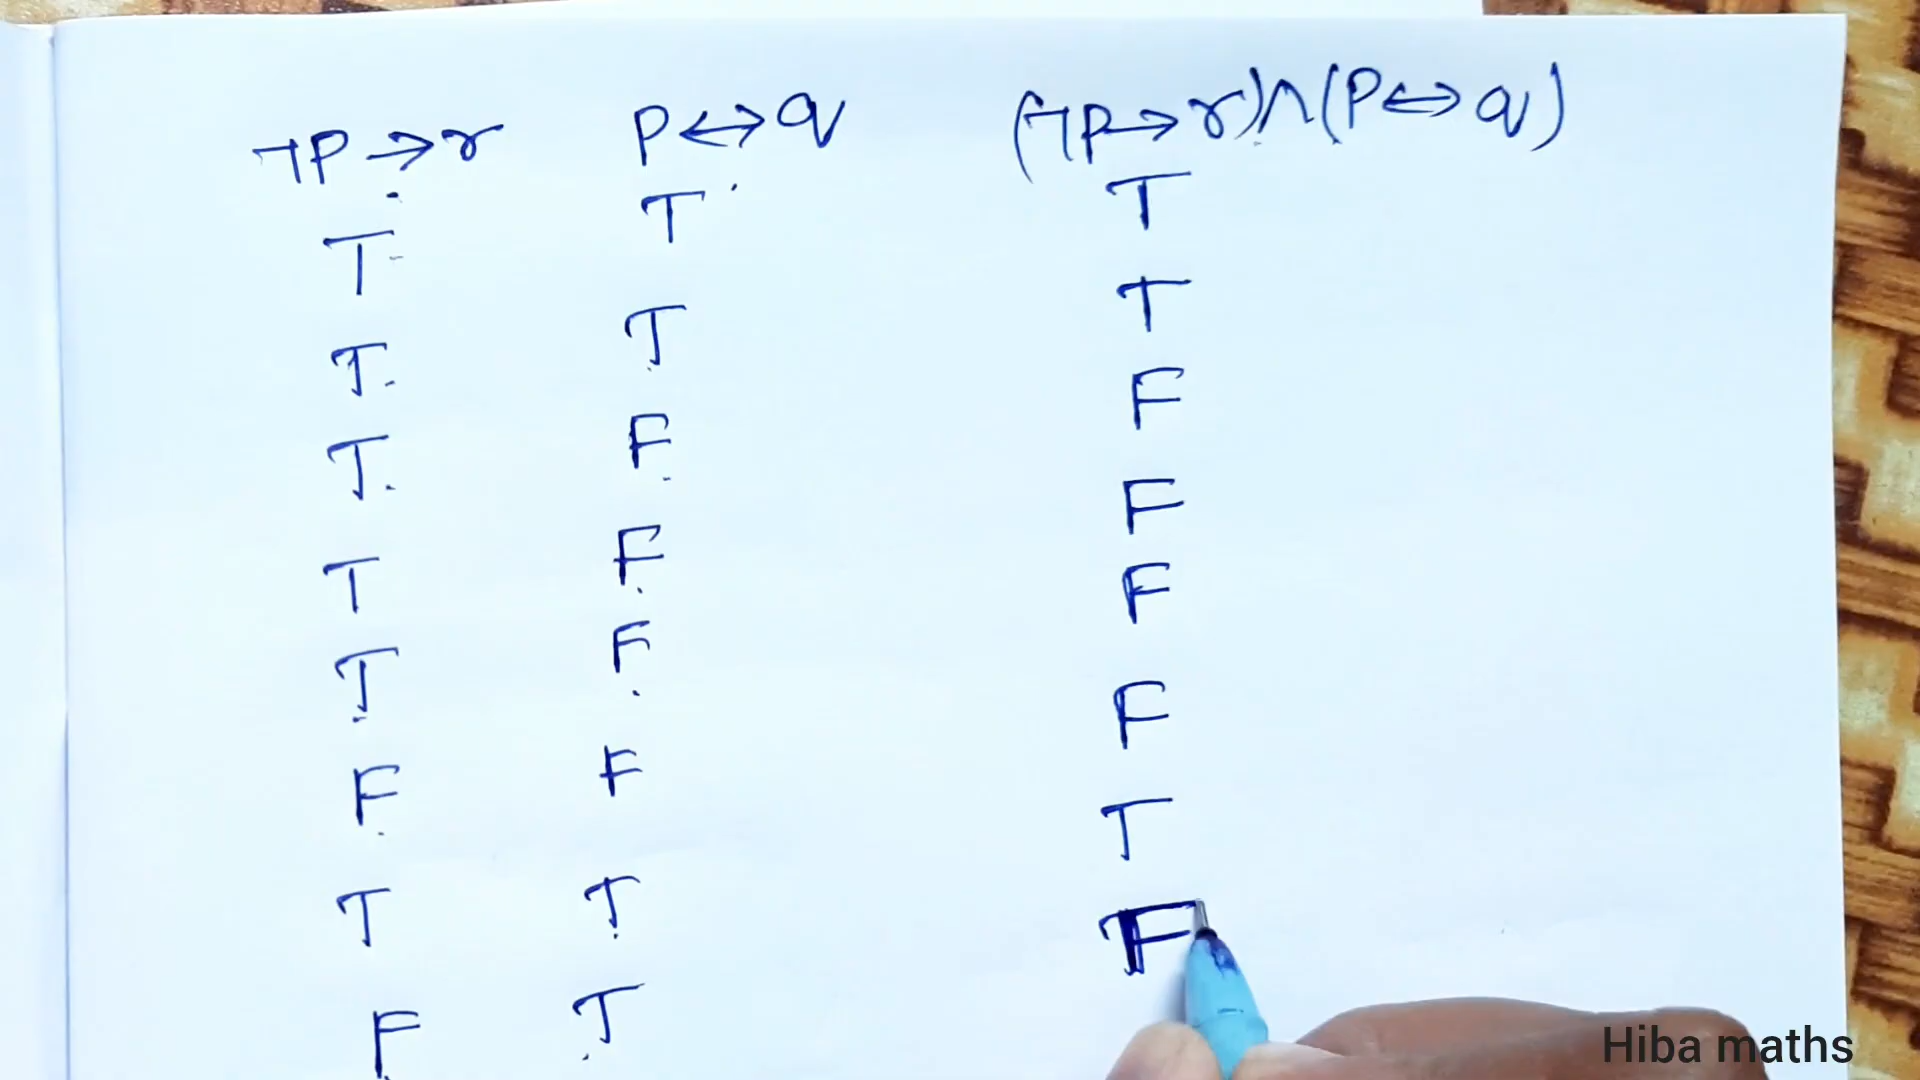 ¬P → r P ↔ q (¬P → r) ∧ (P ↔ q)
T T T
T T T
T F F
T F F
T F F
F F F
T T T
F T F
Hiba maths